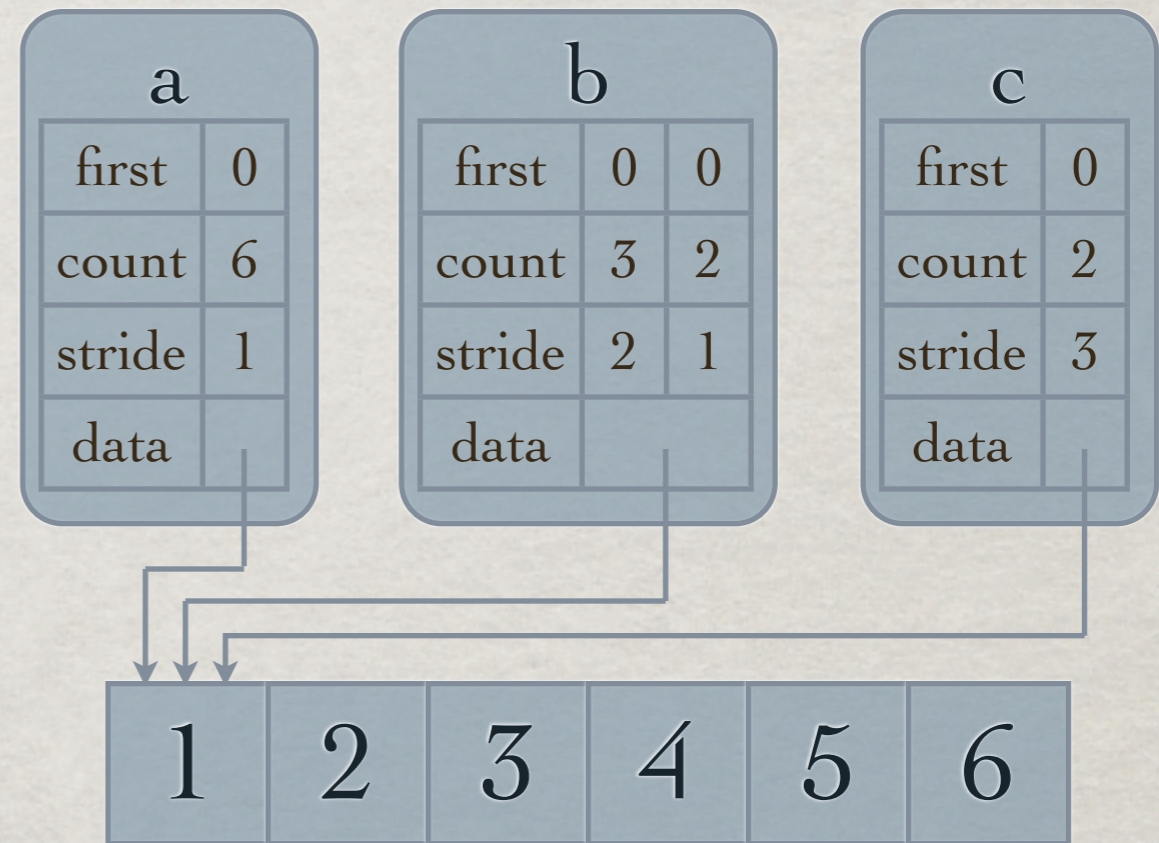 a
first 0
count 6
stride 1
data
b
first 0 0
count 3 2
stride 2 1
data
c
first 0
count 2
stride 3
data
1 2 3 4 5 6